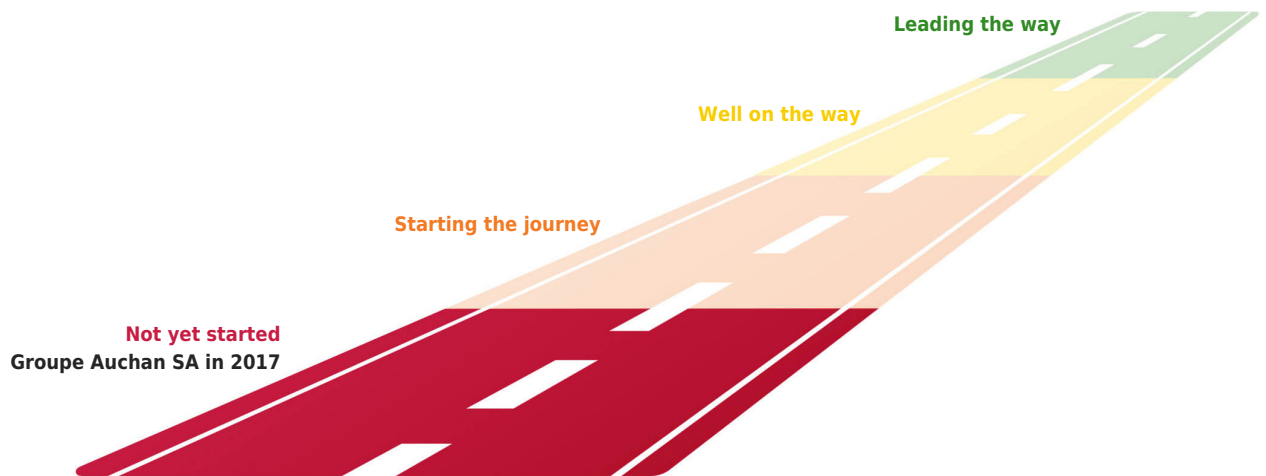 Leading the way
Well on the way
Starting the journey
Not yet started
Groupe Auchan SA in 2017